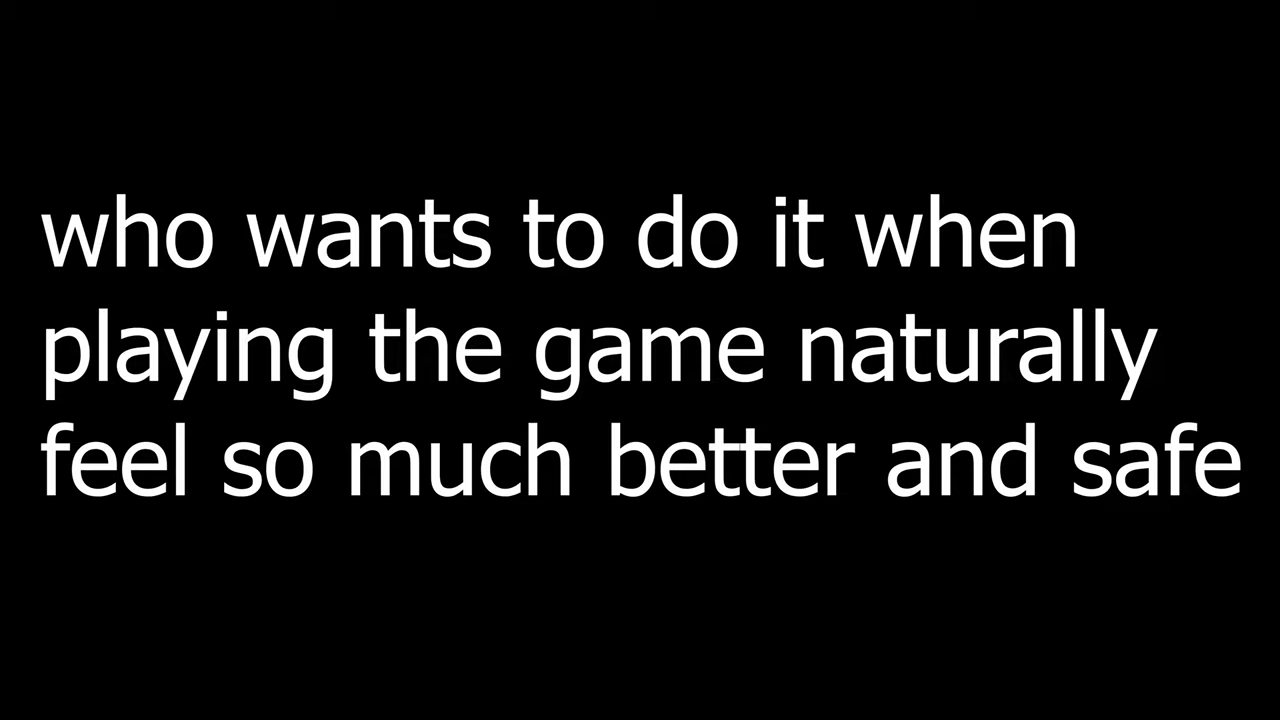 who wants to do it when
playing the game naturally
feel so much better and safe